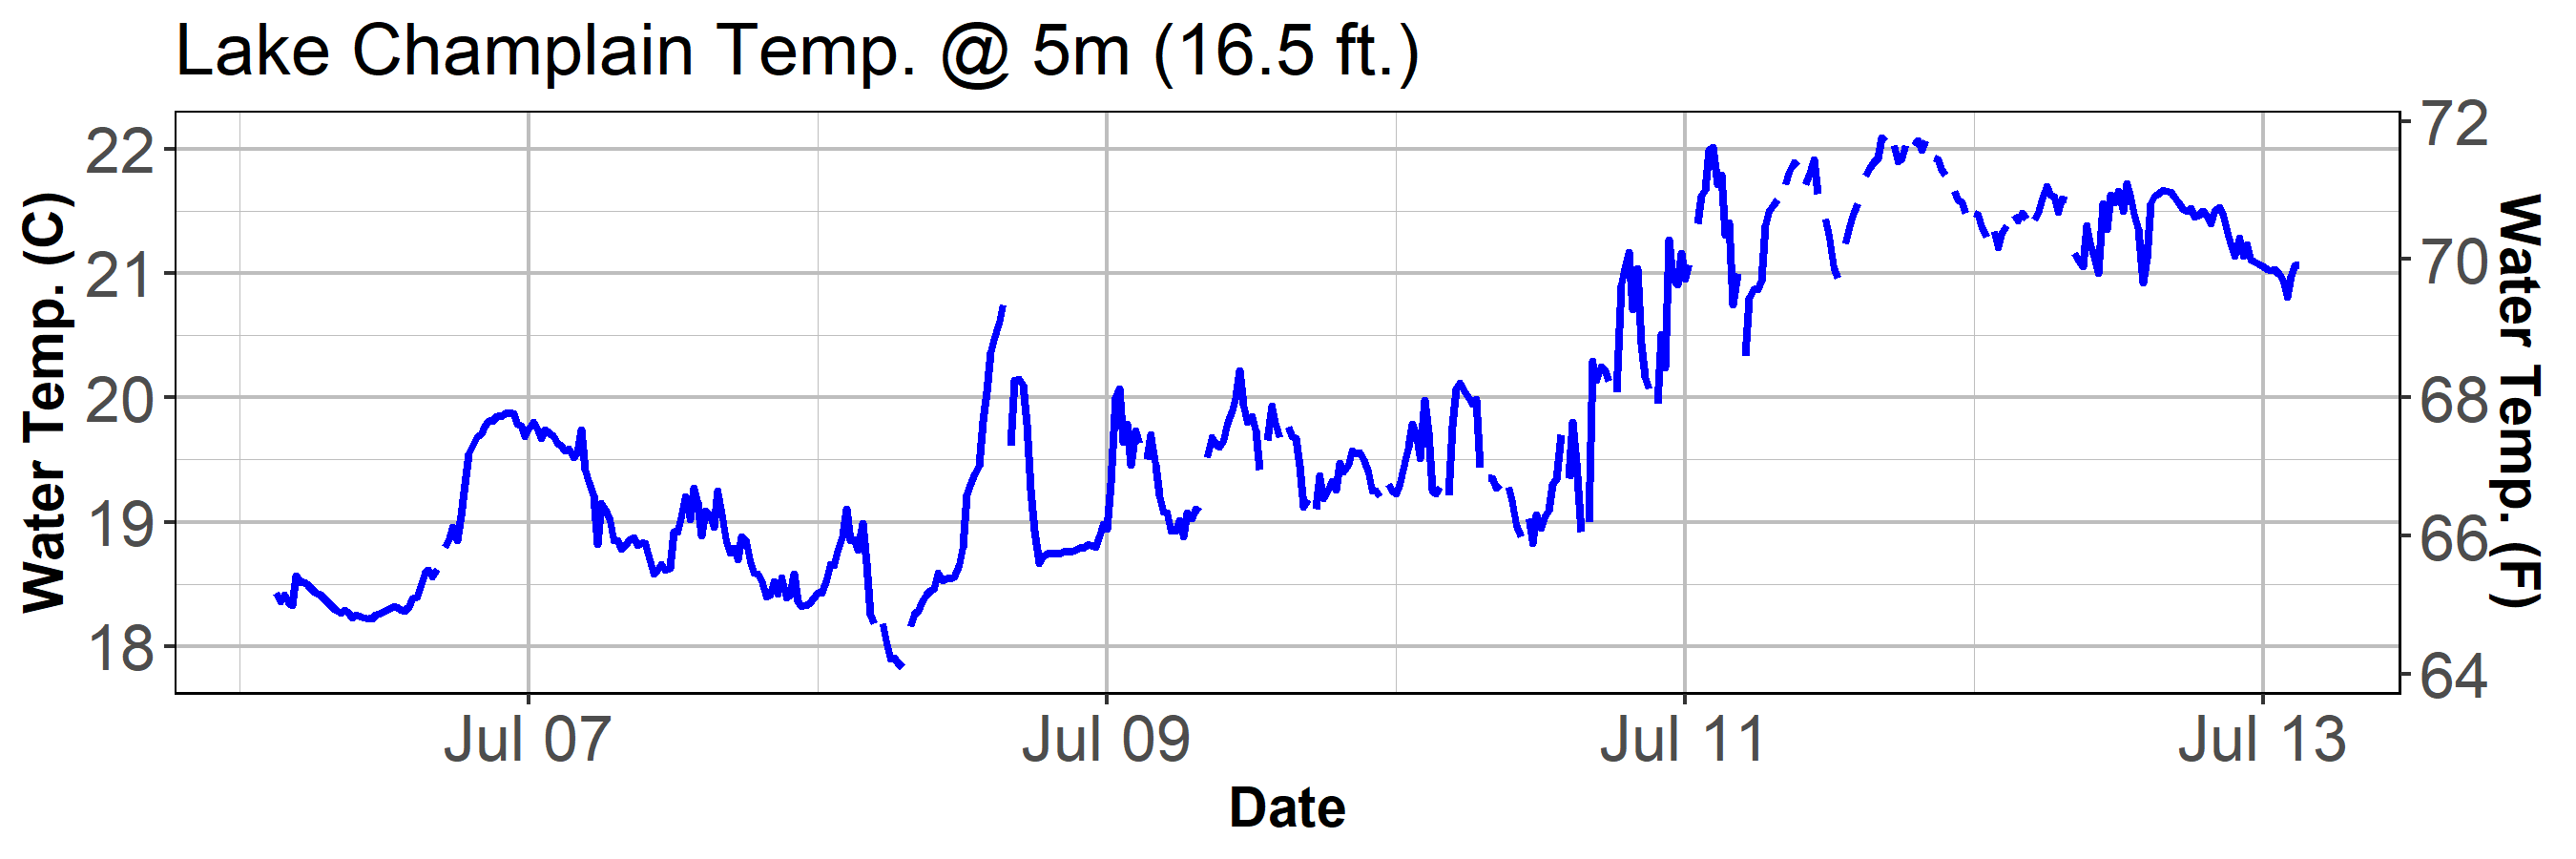 Lake Champlain Temp. @ 5m (16.5 ft.)
Water Temp. (C)
22
21
20
19
18
72
70
68
66
64
Water Temp. (F)
Jul 07
Jul 09
Jul 11
Jul 13
Date